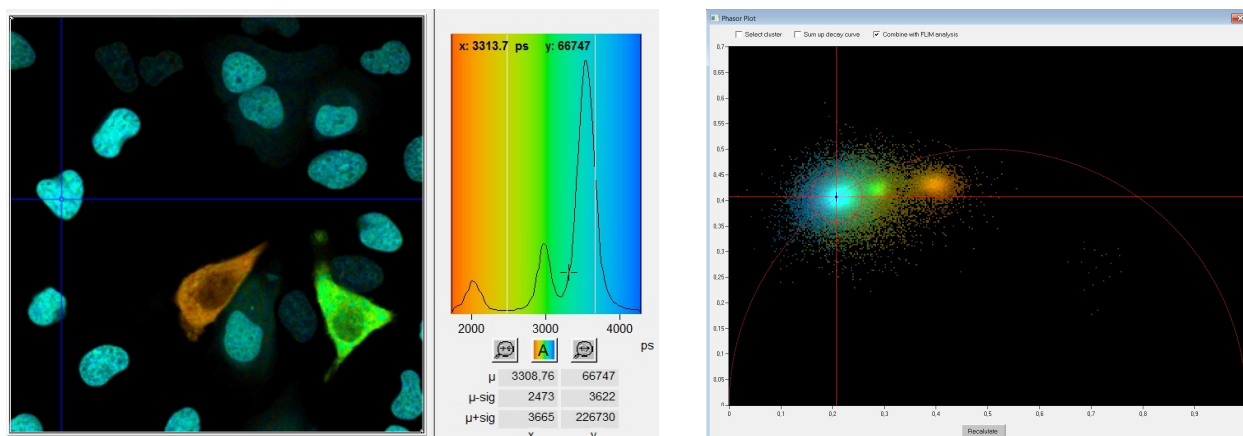 x: 3313.7 ps y: 66747
2000 3000 4000
ps
A
μ 3308,76 66747
μ-sig 2473 3622
μ+sig 3665 226730
x y
Phasor Plot
Select cluster Sum up decay curve Combine with FLIM analysis
0,7
0,65
0,6
0,55
0,5
0,45
0,4
0,35
0,3
0,25
0,2
0,15
0,1
0,05
0
0 0,1 0,2 0,3 0,4 0,5 0,6 0,7 0,8 0,9
Recalculate